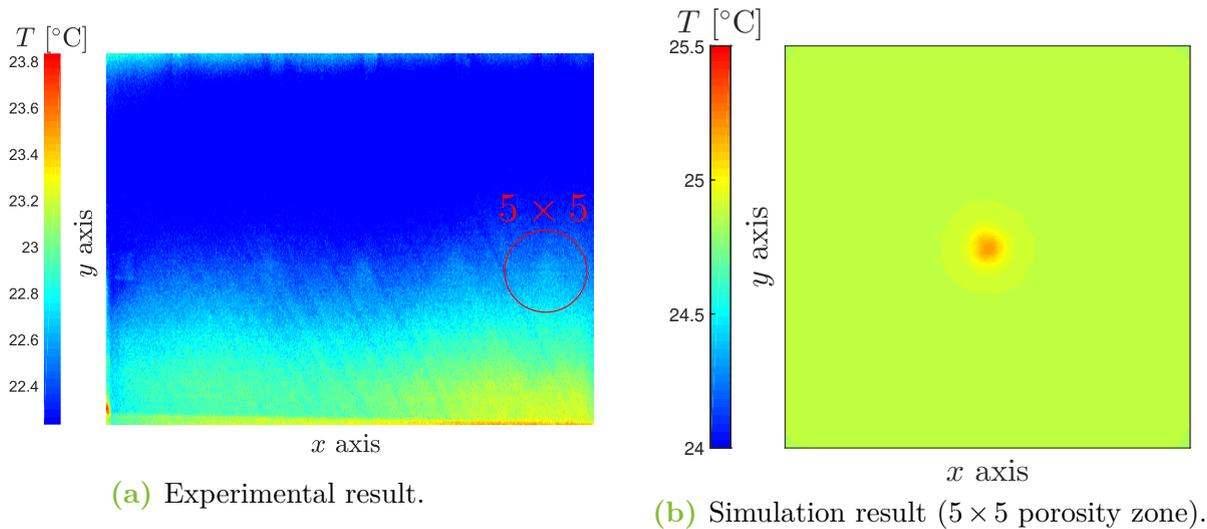 T [°C]
23.8
23.6
23.4
23.2
23
22.8
22.6
22.4
y axis
5 × 5
x axis
(a) Experimental result.
T [°C]
25.5
25
24.5
24
y axis
x axis
(b) Simulation result (5 × 5 porosity zone).